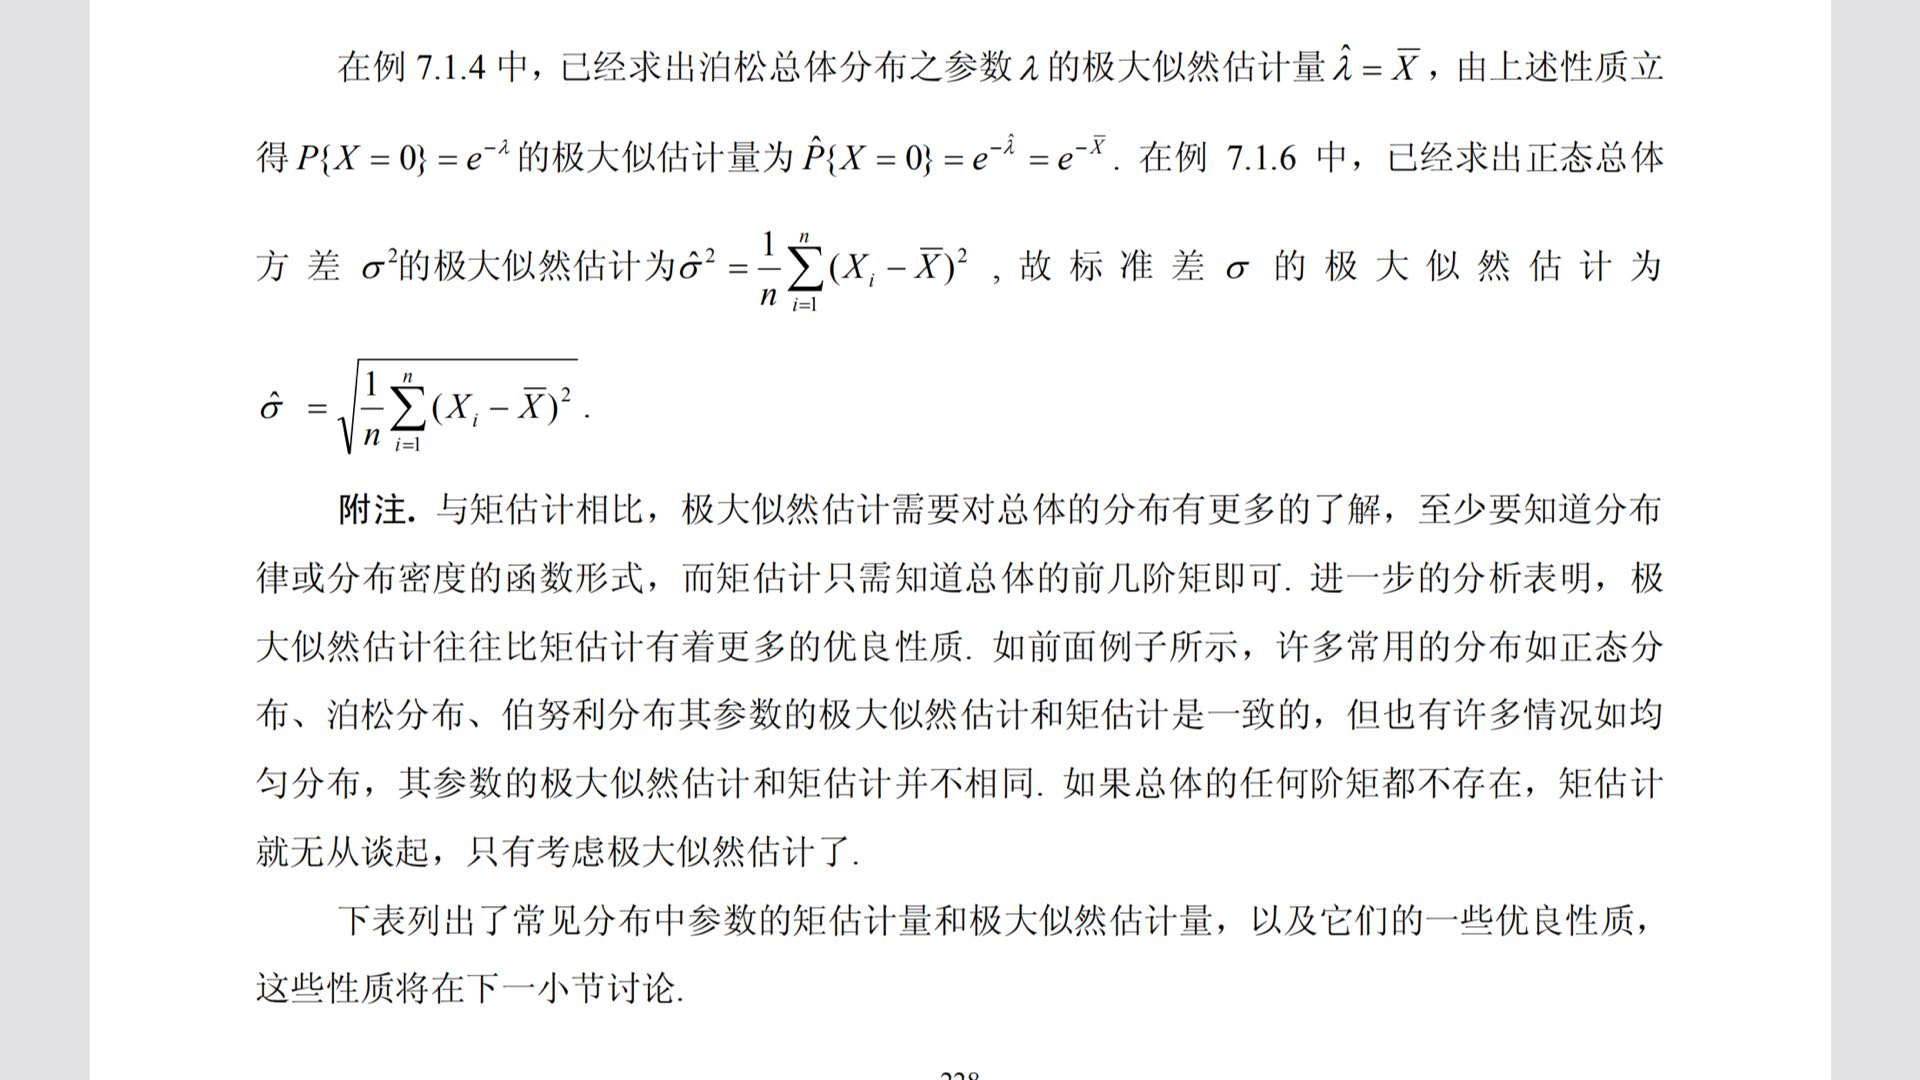 在例 7.1.4 中，已经求出泊松总体分布之参数 λ 的极大似然估计量 λ̂ = X̅，由上述性质立
得 P{X = 0} = e^{−λ} 的极大似估计量为 P̂{X = 0} = e^{−λ̂} = e^{−X̅}. 在例 7.1.6 中，已经求出正态总体
方差 σ²的极大似然估计为 σ̂² = \frac{1}{n} \sum_{i=1}^{n} (X_i − X̅)² , 故标准差 σ 的极大似然估计为
σ̂ = \sqrt{\frac{1}{n} \sum_{i=1}^{n} (X_i − X̅)²} .
附注. 与矩估计相比，极大似然估计需要对总体的分布有更多的了解，至少要知道分布
律或分布密度的函数形式，而矩估计只需知道总体的前几阶矩即可. 进一步的分析表明，极
大似然估计往往比矩估计有着更多的优良性质. 如前面例子所示，许多常用的分布如正态分
布、泊松分布、伯努利分布其参数的极大似然估计和矩估计是一致的，但也有许多情况如均
匀分布，其参数的极大似然估计和矩估计并不相同. 如果总体的任何阶矩都不存在，矩估计
就无从谈起，只有考虑极大似然估计了.
下表列出了常见分布中参数的矩估计量和极大似然估计量，以及它们的一些优良性质，
这些性质将在下一小节讨论.